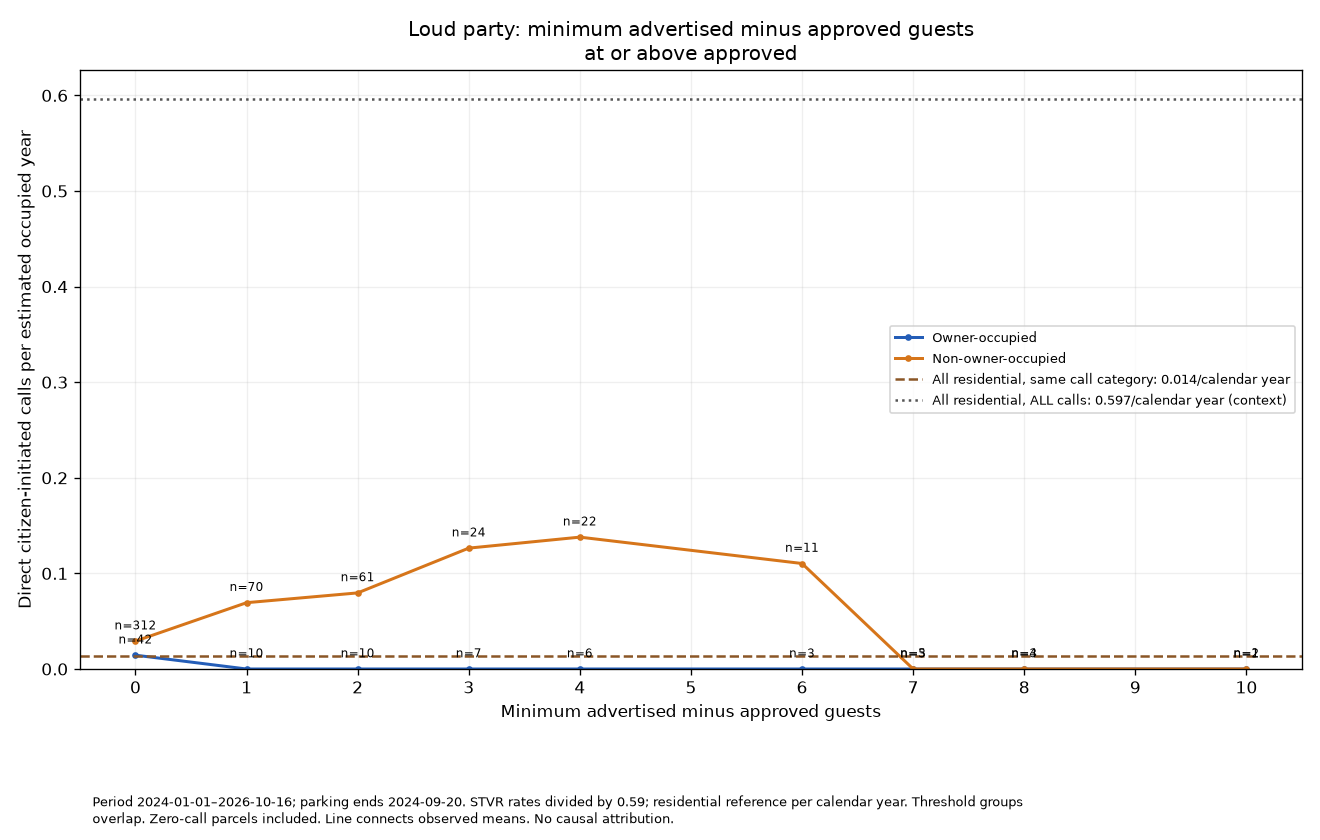 Loud party: minimum advertised minus approved guests
at or above approved
Direct citizen-initiated calls per estimated occupied year
0.6
0.5
0.4
0.3
0.2
0.1
0.0
Owner-occupied
Non-owner-occupied
All residential, same call category: 0.014/calendar year
All residential, ALL calls: 0.597/calendar year (context)
n=312
n=42
n=70
n=61
n=24
n=22
n=11
n=10
n=10
n=7
n=6
n=3
0
1
2
3
4
5
6
7
8
9
10
Minimum advertised minus approved guests
Period 2024-01-01–2026-10-16; parking ends 2024-09-20. STVR rates divided by 0.59; residential reference per calendar year. Threshold groups
overlap. Zero-call parcels included. Line connects observed means. No causal attribution.